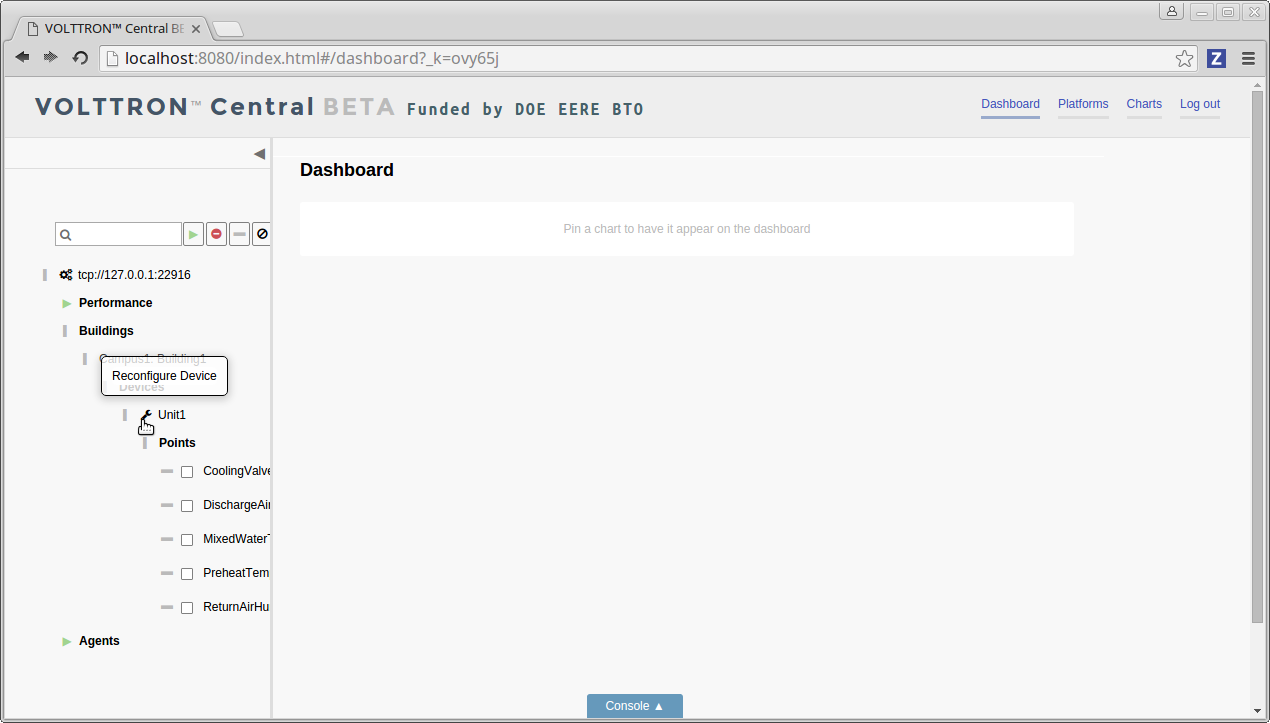 VOLTTRON™ Central BE
localhost:8080/index.html#/dashboard?_k=ovy65j
Z
VOLTTRON™ Central BETA Funded by DOE EERE BTO
Dashboard Platforms Charts Log out
Dashboard
Pin a chart to have it appear on the dashboard
tcp://127.0.0.1:22916
Performance
Buildings
Campus1: Building1
Reconfigure Device
Devices
Unit1
Points
CoolingValve
DischargeAir
MixedWaterT
PreheatTem
ReturnAirHu
Agents
Console ▲